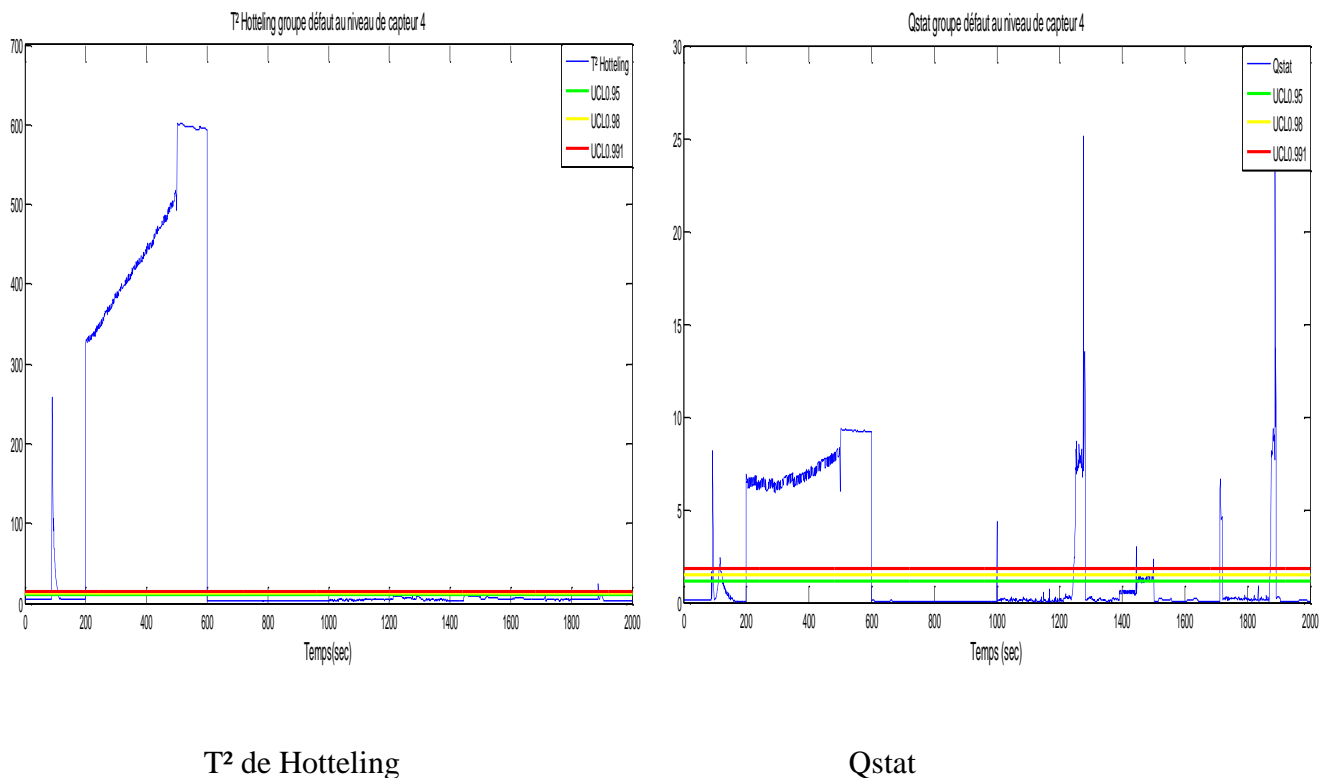 T² Hotteling groupe défaut au niveau de capteur 4
700
600
500
400
300
200
100
0
0 200 400 600 800 1000 1200 1400 1600 1800 2000
Temps(sec)
T² Hotteling
UCL0.95
UCL0.98
UCL0.991
Qstat groupe défaut au niveau de capteur 4
30
25
20
15
10
5
0
0 200 400 600 800 1000 1200 1400 1600 1800 2000
Temps (sec)
Qstat
UCL0.95
UCL0.98
UCL0.991
T² de Hotteling
Qstat